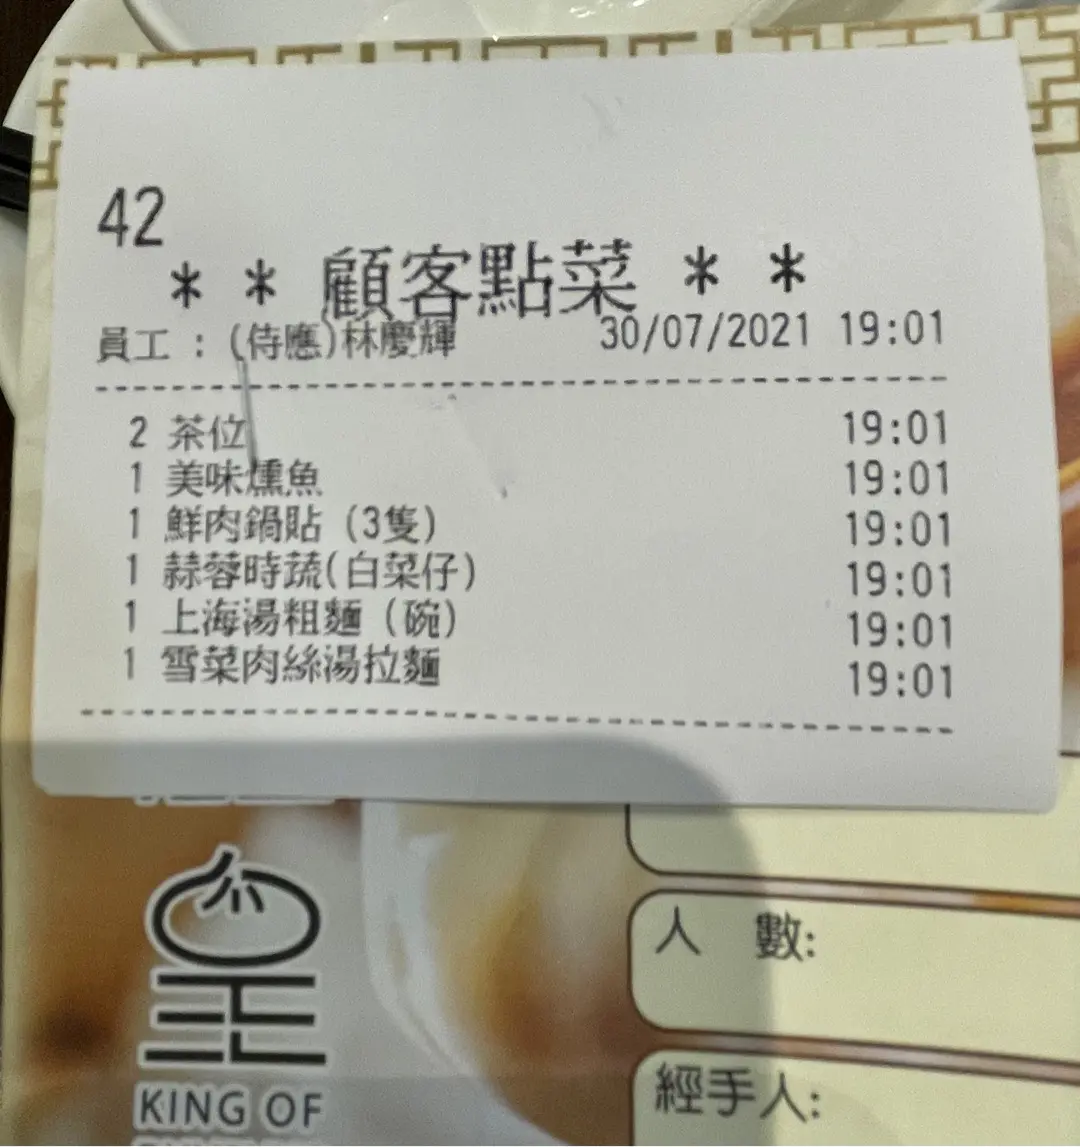 42
* * 顧客點菜 * *
員工 : (侍應)林慶輝 30/07/2021 19:01
2 茶位 19:01
1 美味燻魚 19:01
1 鮮肉鍋貼 (3隻) 19:01
1 蒜蓉時蔬(白菜仔) 19:01
1 上海湯粗麵 (碗) 19:01
1 雪菜肉絲湯拉麵 19:01
人 數:
經手人:
KING OF